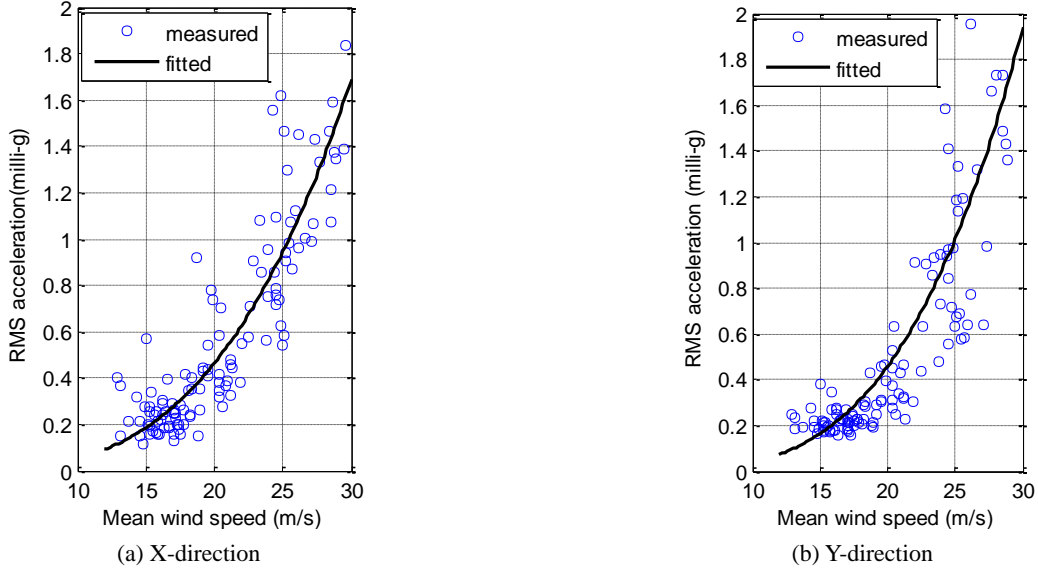 2
1.8
1.6
1.4
1.2
1
0.8
0.6
0.4
0.2
0
10 15 20 25 30
measured
fitted
RMS acceleration(milli-g)
Mean wind speed (m/s)
(a) X-direction
2
1.8
1.6
1.4
1.2
1
0.8
0.6
0.4
0.2
0
10 15 20 25 30
measured
fitted
RMS acceleration (milli-g)
Mean wind speed (m/s)
(b) Y-direction